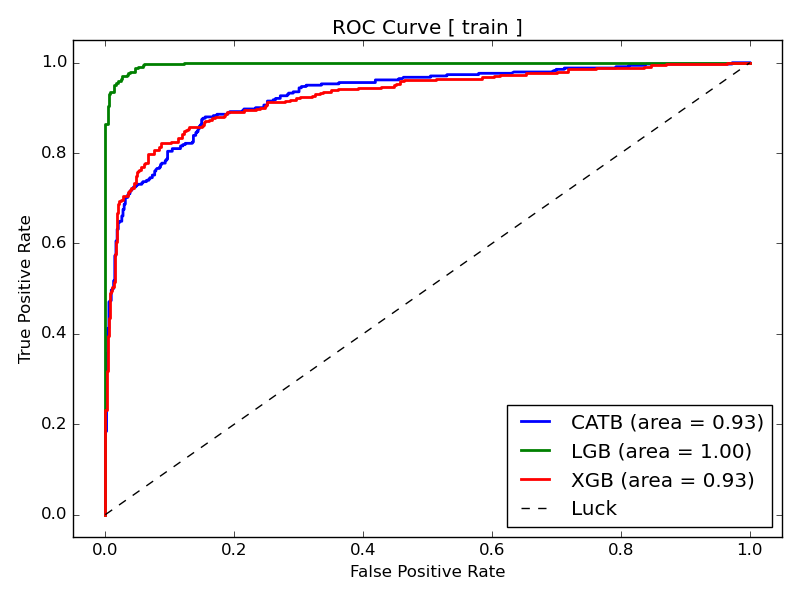 ROC Curve [ train ]
1.0
0.8
0.6
0.4
0.2
0.0
True Positive Rate
0.0 0.2 0.4 0.6 0.8 1.0
False Positive Rate
CATB (area = 0.93)
LGB (area = 1.00)
XGB (area = 0.93)
Luck